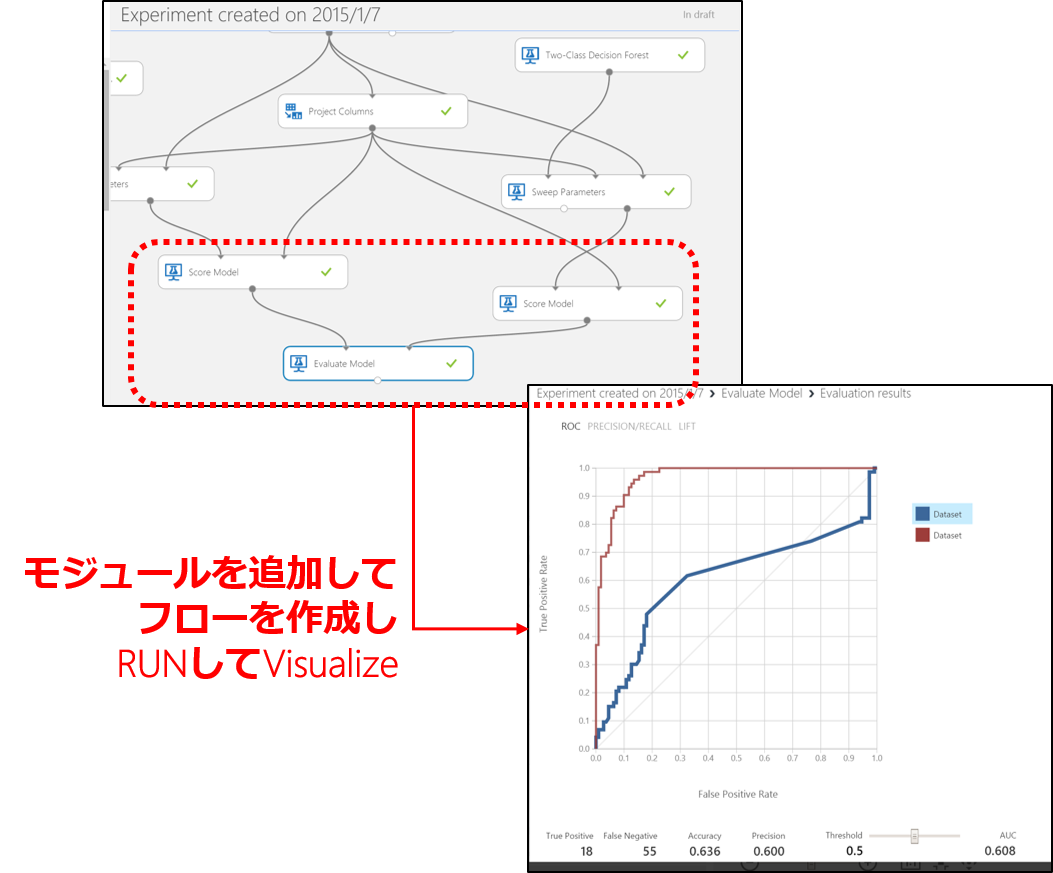 Experiment created on 2015/1/7
In draft
Two-Class Decision Forest
Project Columns
eters
Sweep Parameters
Score Model
Score Model
Evaluate Model
Experiment created on 2015/1/7 > Evaluate Model > Evaluation results
ROC PRECISION/RECALL LIFT
1.0
0.9
0.8
0.7
0.6
0.5
0.4
0.3
0.2
0.1
0.0
True Positive Rate
0.0 0.1 0.2 0.3 0.4 0.5 0.6 0.7 0.8 0.9 1.0
False Positive Rate
Dataset
Dataset
モジュールを追加して
フローを作成し
RUNしてVisualize
True Positive False Negative Accuracy Precision Threshold AUC
18 55 0.636 0.600 0.5 0.608